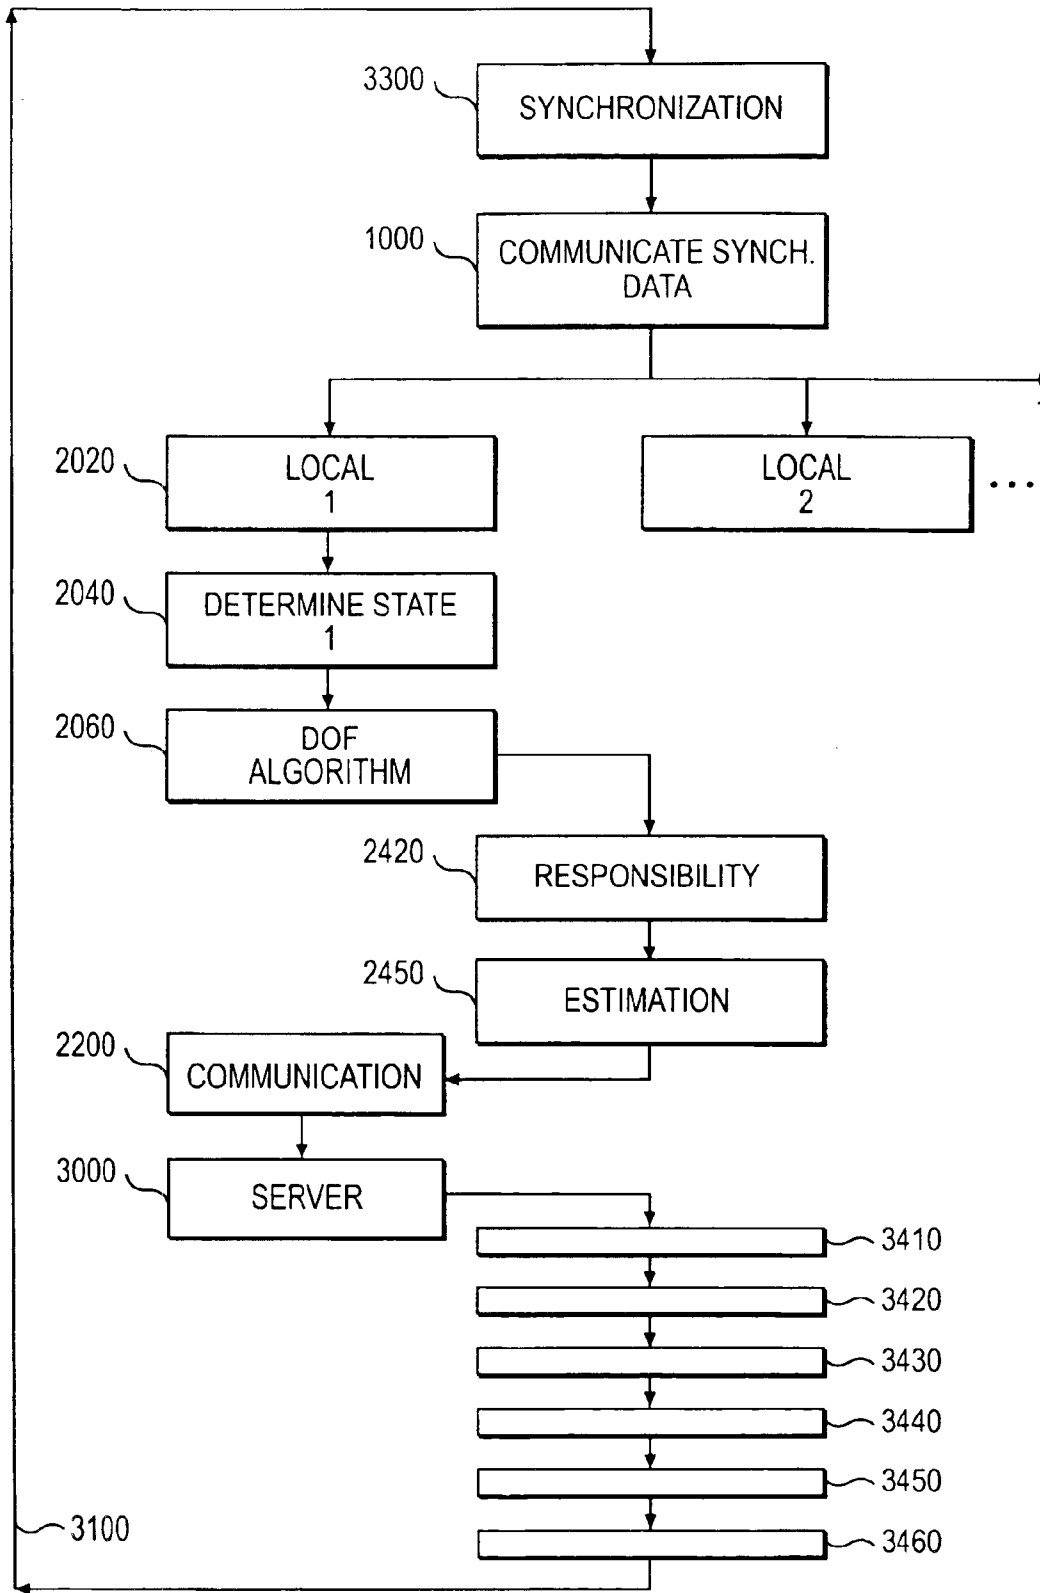 3300
SYNCHRONIZATION
1000
COMMUNICATE SYNCH.
DATA
2020
LOCAL
1
LOCAL
2
...
2040
DETERMINE STATE
1
2060
DOF
ALGORITHM
2420
RESPONSIBILITY
2450
ESTIMATION
2200
COMMUNICATION
3000
SERVER
3410
3420
3430
3440
3450
3100
3460